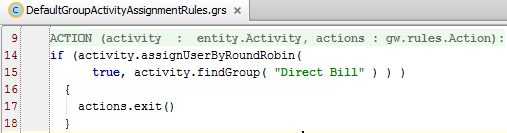 DefaultGroupActivityAssignmentRules.grs ×
9 ACTION (activity : entity.Activity, actions : gw.rules.Action):
14 if (activity.assignUserByRoundRobin(
15 true, activity.findGroup( "Direct Bill" ) ) )
16 {
17 actions.exit()
18 }